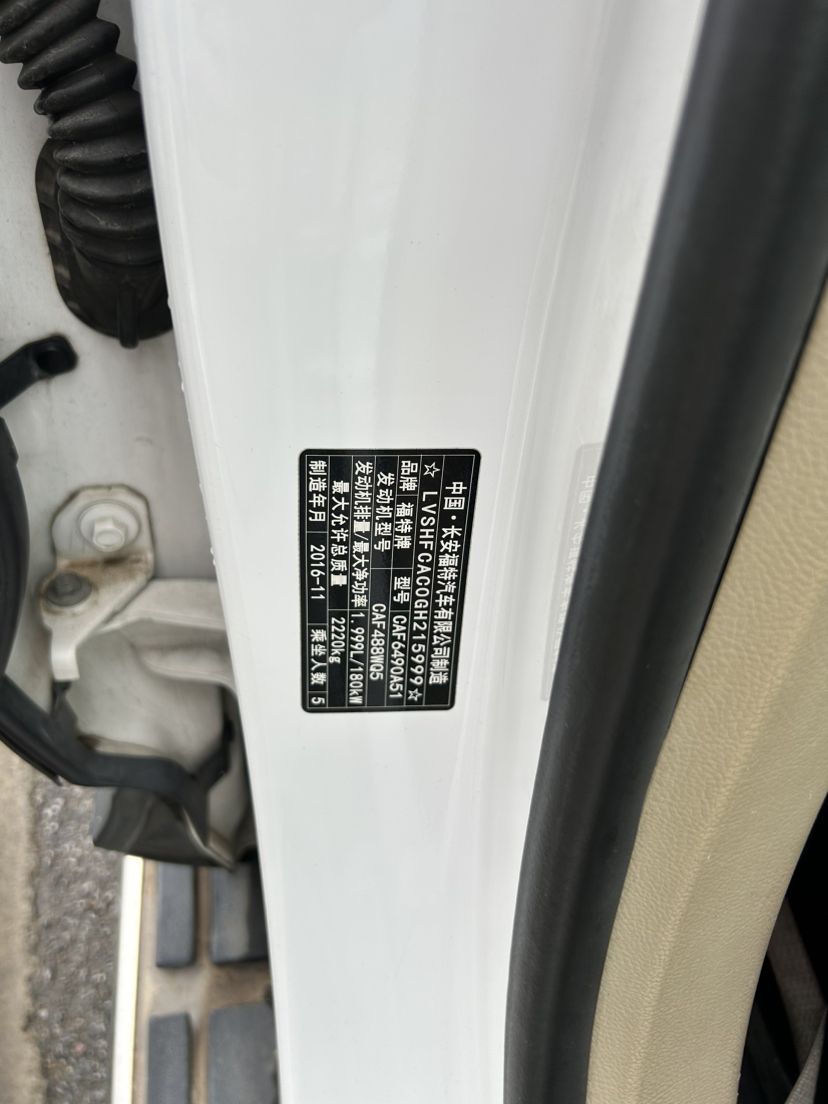 中国·长安福特汽车有限公司制造
☆LVSHFCAC0GH215999☆
品牌 福特牌 型号 CAF6490A51
发动机型号 CAF488WQ5
发动机排量/最大净功率 1.999L/180kW
最大允许总质量 2220kg
制造年月 2016-11 乘坐人数 5